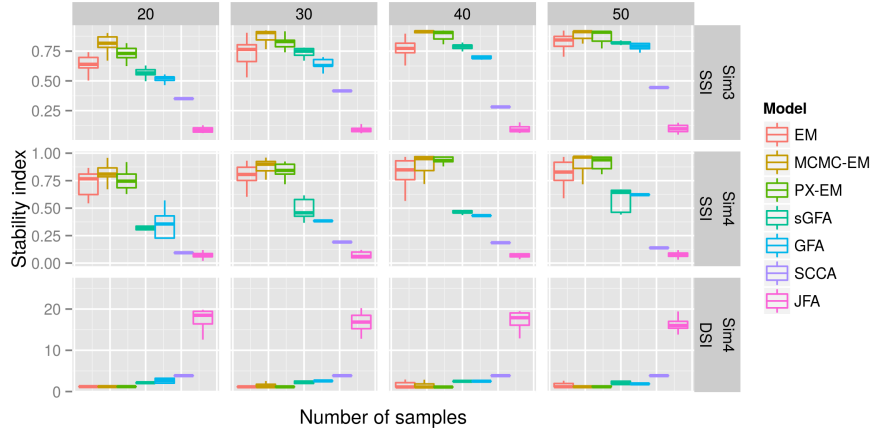 20 30 40 50
0.75
0.50
0.25
Sim3
SSI
1.00
0.75
0.50
0.25
0.00
Sim4
SSI
20
10
0
Sim4
DSI
Stability index
Number of samples
Model
EM
MCMC-EM
PX-EM
sGFA
GFA
SCCA
JFA